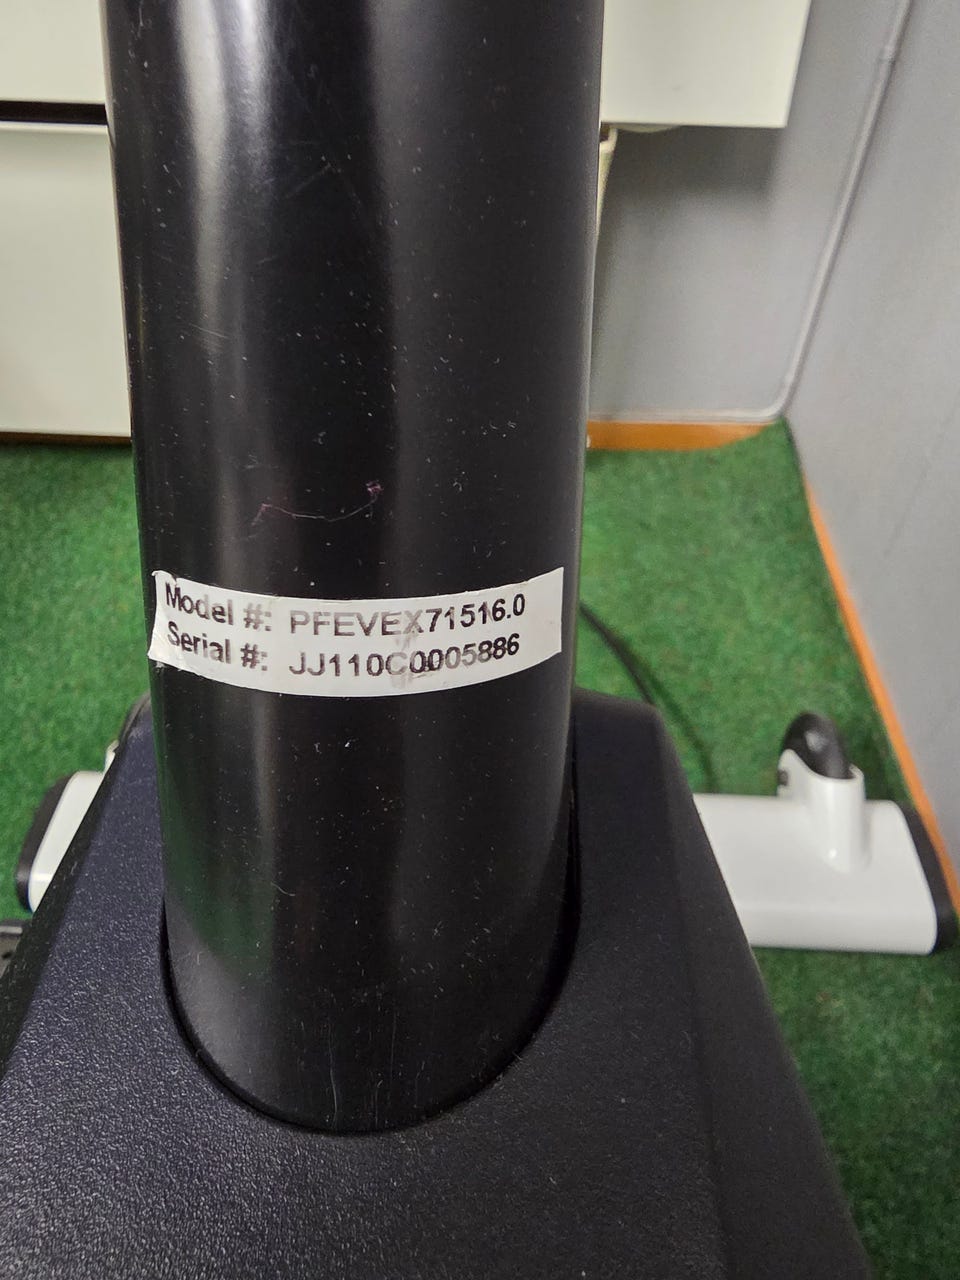 Model #: PFEVEX71516.0
Serial #: JJ110C0005886